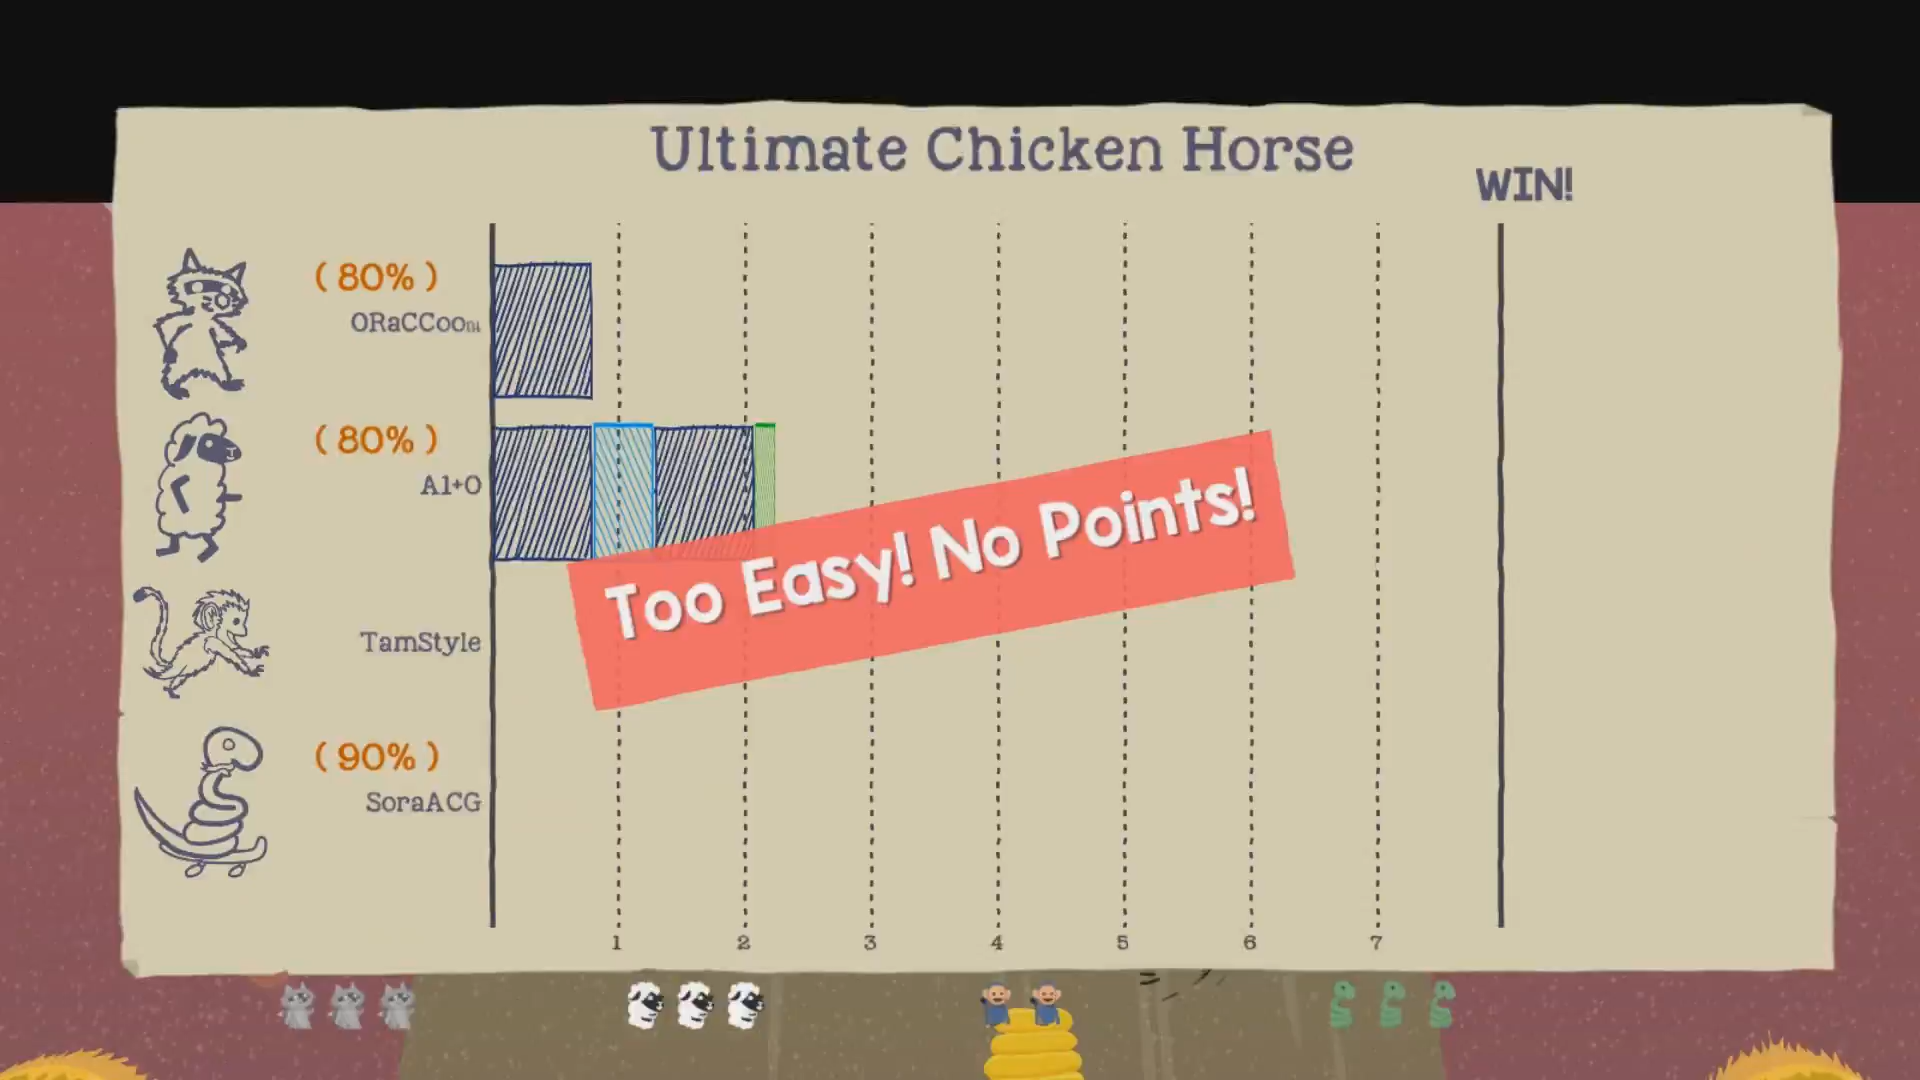 Ultimate Chicken Horse
WIN!
( 80% )
ORaCCoon
( 80% )
A1+O
Too Easy! No Points!
TamStyle
( 90% )
SoraACG
1 2 3 4 5 6 7